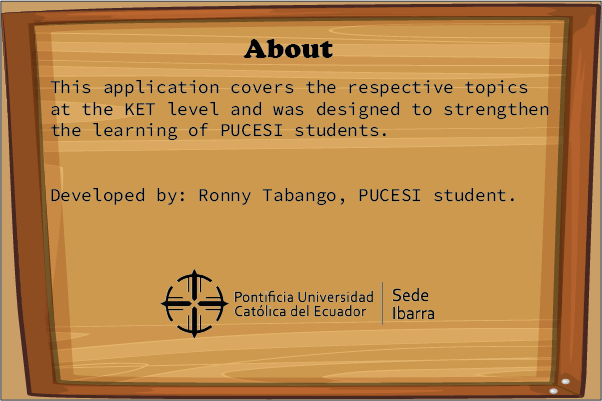 About
This application covers the respective topics
at the KET level and was designed to strengthen
the learning of PUCESI students.
Developed by: Ronny Tabango, PUCESI student.
Pontificia Universidad
Católica del Ecuador
Sede
Ibarra